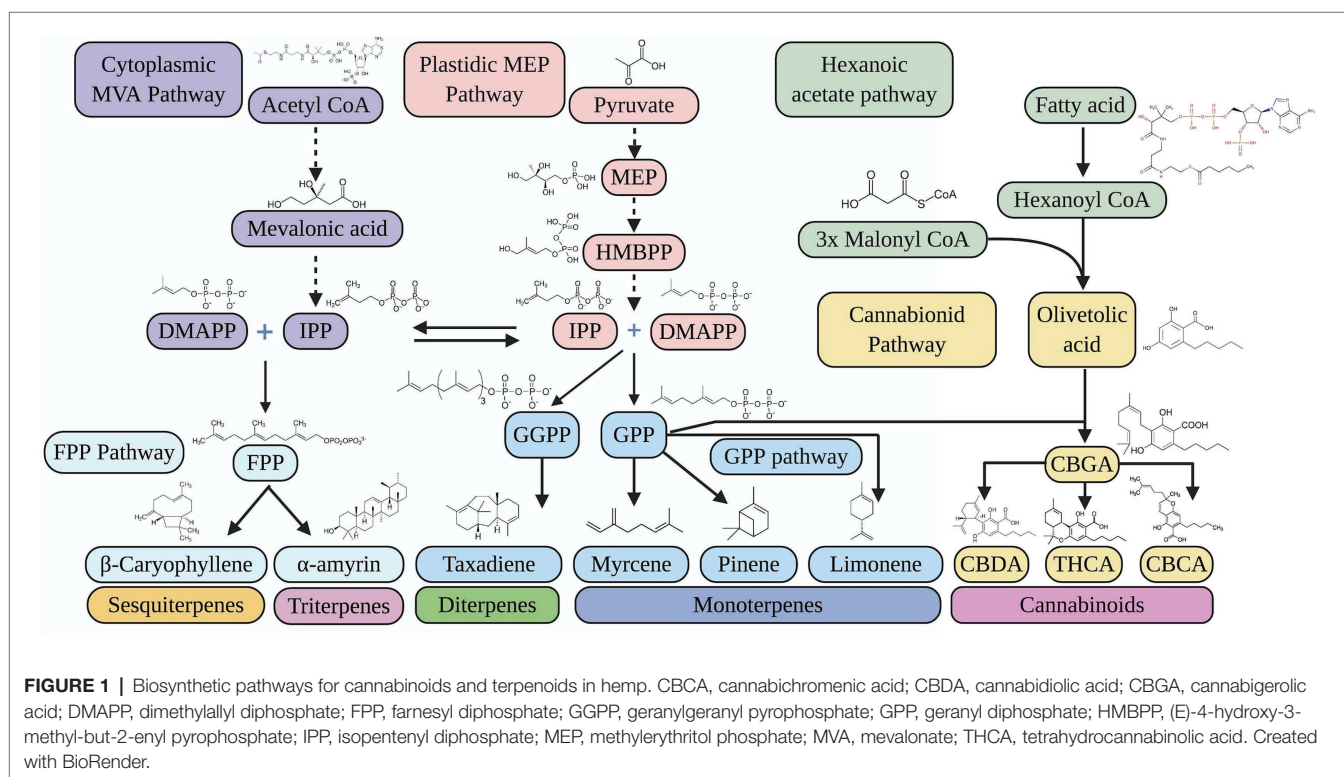 Cytoplasmic
MVA Pathway
Acetyl CoA
Mevalonic acid
DMAPP
+
IPP
Plastidic MEP
Pathway
Pyruvate
MEP
HMBPP
IPP
+
DMAPP
Hexanoic
acetate pathway
Fatty acid
Hexanoyl CoA
3x Malonyl CoA
Cannabionid
Pathway
Olivetolic
acid
FPP Pathway
FPP
GGPP
GPP
GPP pathway
CBGA
β-Caryophyllene
α-amyrin
Taxadiene
Myrcene
Pinene
Limonene
CBDA
THCA
CBCA
Sesquiterpenes
Triterpenes
Diterpenes
Monoterpenes
Cannabinoids
FIGURE 1 | Biosynthetic pathways for cannabinoids and terpenoids in hemp. CBCA, cannabichromenic acid; CBDA, cannabidiolic acid; CBGA, cannabigerolic
acid; DMAPP, dimethylallyl diphosphate; FPP, farnesyl diphosphate; GGPP, geranylgeranyl pyrophosphate; GPP, geranyl diphosphate; HMBPP, (E)-4-hydroxy-3-
methyl-but-2-enyl pyrophosphate; IPP, isopentenyl diphosphate; MEP, methylerythritol phosphate; MVA, mevalonate; THCA, tetrahydrocannabinolic acid. Created
with BioRender.